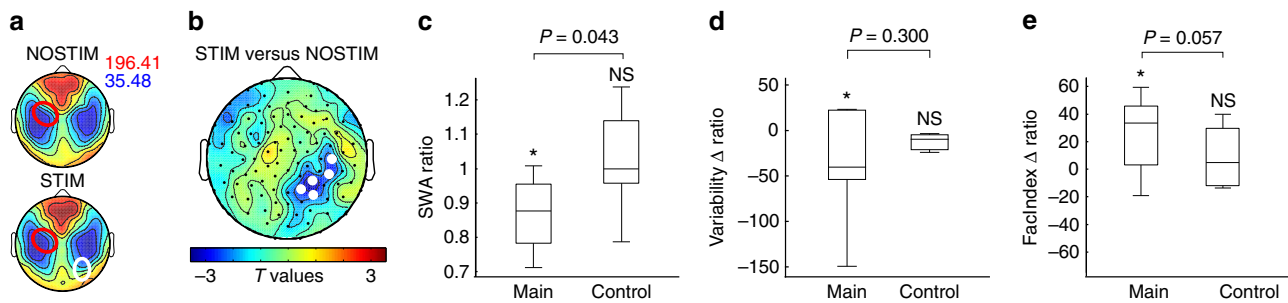 a
NOSTIM
196.41
35.48
STIM
b
STIM versus NOSTIM
–3 T values 3
c
P = 0.043
NS
*
SWA ratio
1.2
1.1
1.0
0.9
0.8
0.7
Main Control
d
P = 0.300
*
NS
Variability Δ ratio
50
0
–50
–100
–150
Main Control
e
P = 0.057
*
NS
FacIndex Δ ratio
60
40
20
0
–20
–40
–60
Main Control